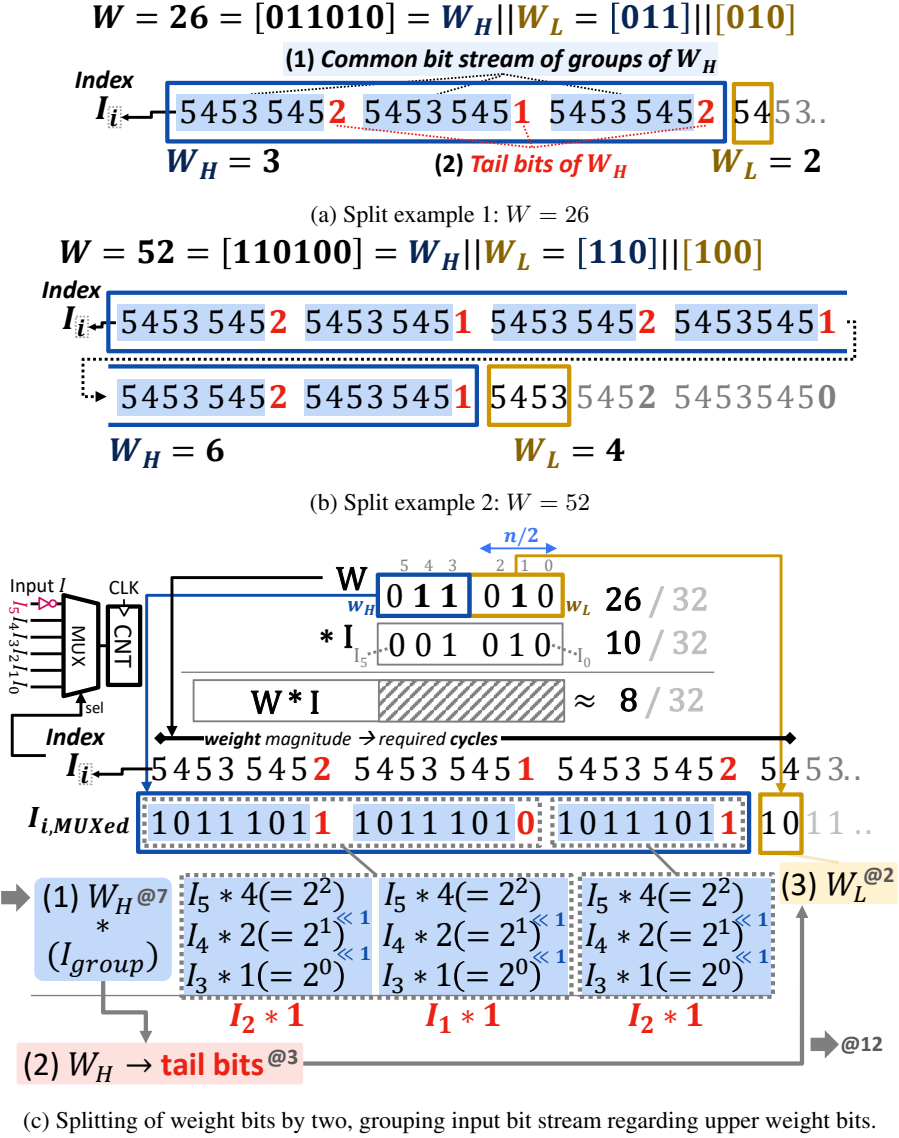 W = 26 = [011010] = W_H||W_L = [011]||[010]
(1) Common bit stream of groups of W_H
Index
I_i
5453 5452 5453 5451 5453 5452 5453..
W_H = 3
(2) Tail bits of W_H
W_L = 2
(a) Split example 1: W = 26
W = 52 = [110100] = W_H||W_L = [110]||[100]
Index
I_i
5453 5452 5453 5451 5453 5452 54535451
5453 5452 5453 5451 5453 5452 54535450
W_H = 6
W_L = 4
(b) Split example 2: W = 52
n/2
5 4 3 2 1 0
Input I
CLK
I_5
I_4
I_3
I_2
I_1
I_0
MUX
CNT
sel
W
w_H
0 1 1 0 1 0
w_L
26 / 32
* I
I_5
0 0 1 0 1 0
I_0
10 / 32
W * I
≈ 8 / 32
weight magnitude → required cycles
Index
I_i
5453 5452 5453 5451 5453 5452 5453..
I_i,MUXed
1011 1011 1011 1010 1011 1011 1011 ..
(1) W_H @7
*
(I_group)
I_5 * 4(= 2^2) I_5 * 4(= 2^2) I_5 * 4(= 2^2)
≪ 1 ≪ 1 ≪ 1
I_4 * 2(= 2^1) I_4 * 2(= 2^1) I_4 * 2(= 2^1)
≪ 1 ≪ 1 ≪ 1
I_3 * 1(= 2^0) I_3 * 1(= 2^0) I_3 * 1(= 2^0)
I_2 * 1 I_1 * 1 I_2 * 1
(3) W_L @2
(2) W_H → tail bits @3
@12
(c) Splitting of weight bits by two, grouping input bit stream regarding upper weight bits.